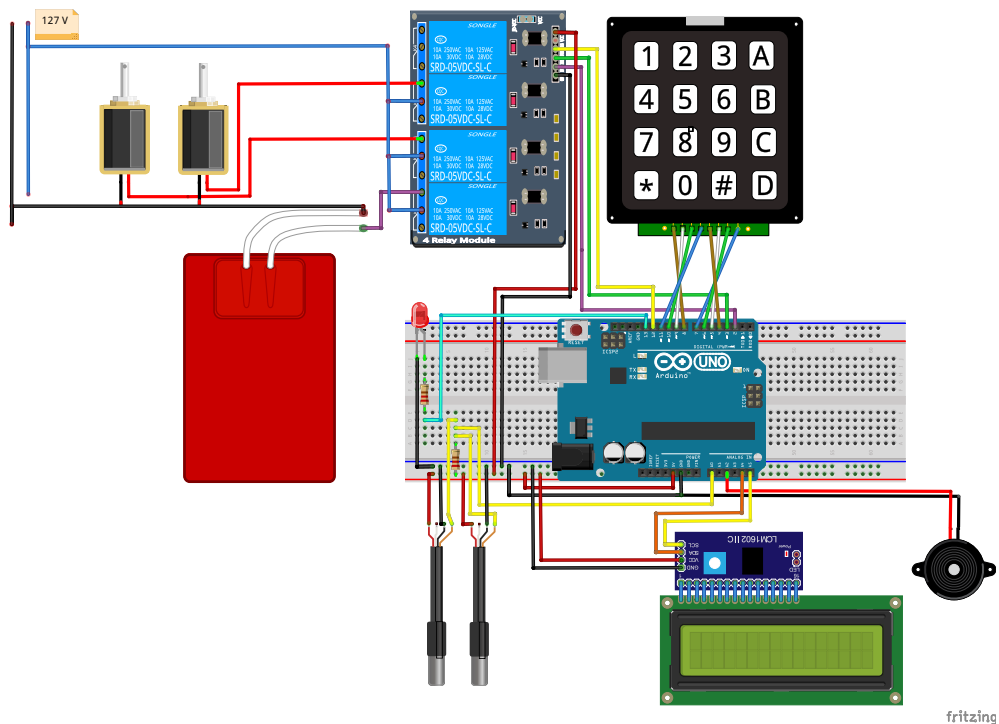 127 V
SONGLE
10A 250VAC 10A 125VAC
10A 30VDC 10A 28VDC
SRD-05VDC-SL-C
SONGLE
10A 250VAC 10A 125VAC
10A 30VDC 10A 28VDC
SRD-05VDC-SL-C
SONGLE
10A 250VAC 10A 125VAC
10A 30VDC 10A 28VDC
SRD-05VDC-SL-C
SONGLE
10A 250VAC 10A 125VAC
10A 30VDC 10A 28VDC
SRD-05VDC-SL-C
4 Relay Module
1 2 3 A
4 5 6 B
7 8 9 C
* 0 # D
RESET
ICSP2
DIGITAL (PWM~)
L
TX
RX
UNO
ON
Arduino
ICSP
POWER
ANALOG IN
LCM1602 IIC
SCL
SDA
VCC
GND
Power
LED
fritzing